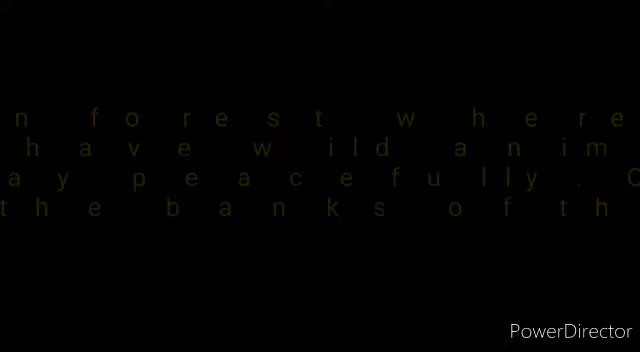 n forest where
have wild anim
ay peacefully. O
the banks of th
PowerDirector